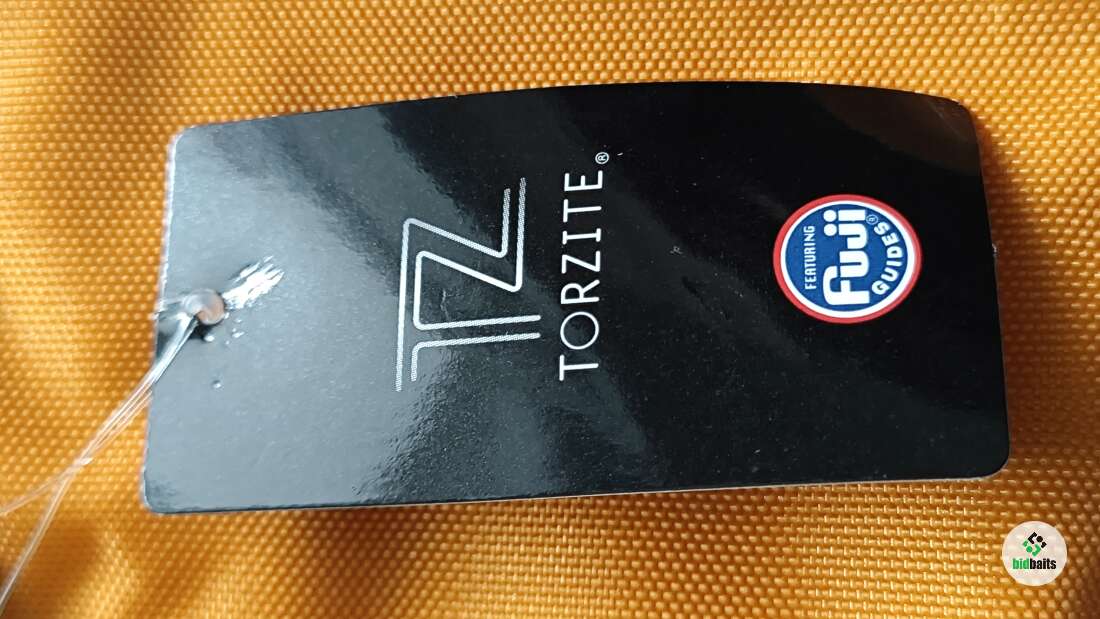 TZ
TORZITE®
FEATURING
Fuji
GUIDES®
bidbaits